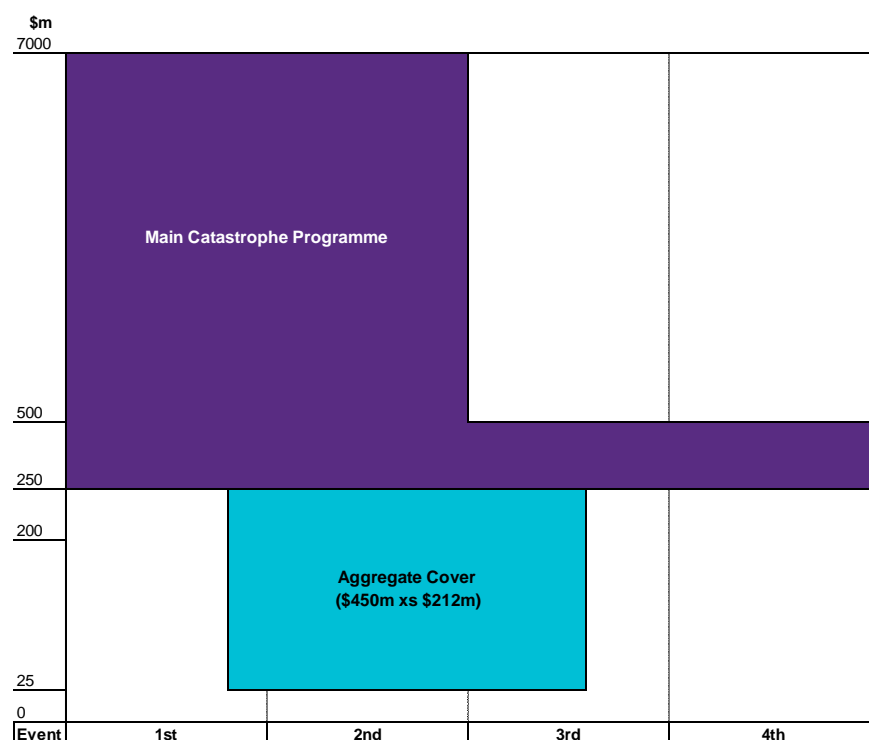 $m
7000
Main Catastrophe Programme
500
250
200
Aggregate Cover
($450m xs $212m)
25
0
Event 1st 2nd 3rd 4th